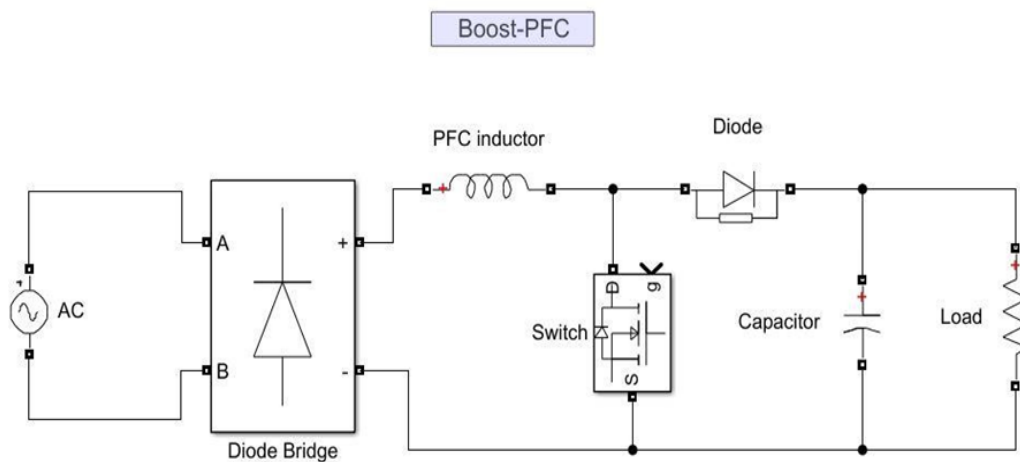 Boost-PFC
PFC inductor
Diode
A
+
AC
D
g
Switch
S
Capacitor
Load
B
-
Diode Bridge